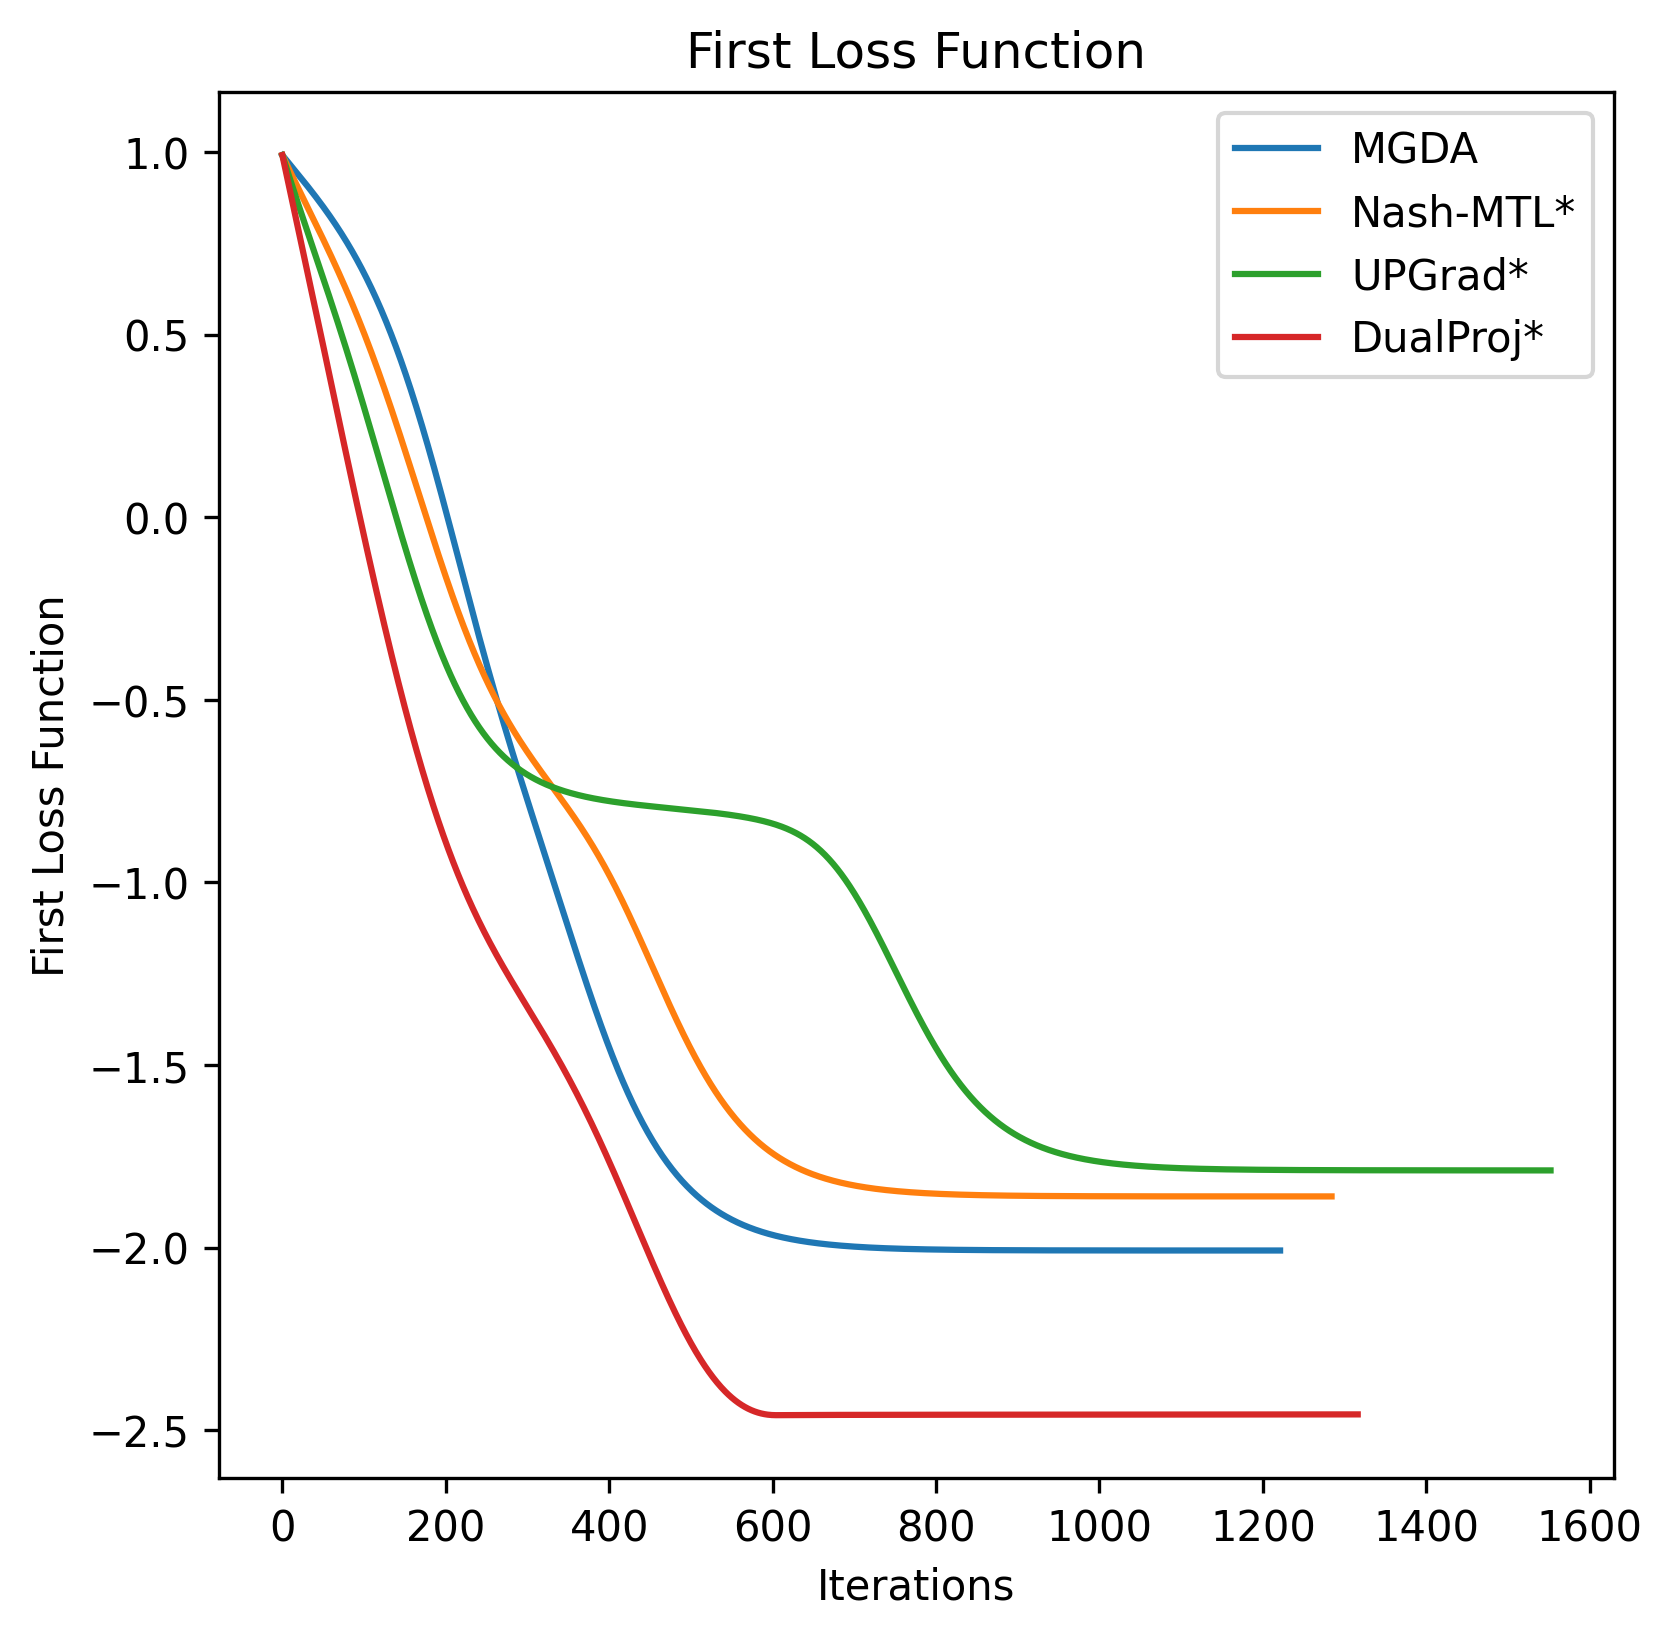 First Loss Function
MGDA
Nash-MTL*
UPGrad*
DualProj*
First Loss Function
1.0
0.5
0.0
−0.5
−1.0
−1.5
−2.0
−2.5
0 200 400 600 800 1000 1200 1400 1600
Iterations